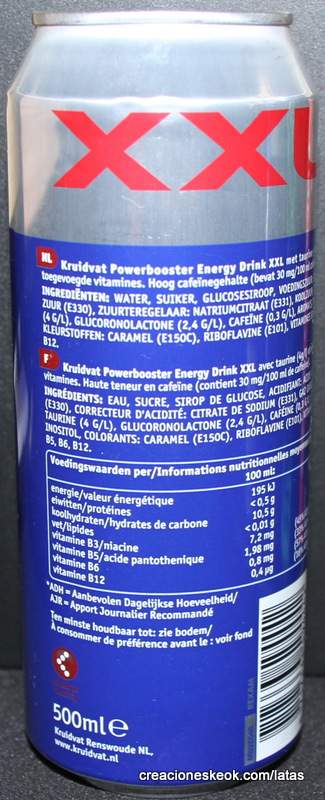 XXL
NL Kruidvat Powerbooster Energy Drink XXL met taurine
toegevoegde vitamines. Hoog cafeïnegehalte (bevat 30 mg/100 ml
INGREDIËNTEN: WATER, SUIKER, GLUCOSESIROOP, VOEDINGSZUUR
ZUUR (E330), ZUURTEREGELAAR: NATRIUMCITRAAT (E331), KOOLZUUR
(4 G/L), GLUCORONOLACTONE (2,4 G/L), CAFEÏNE (0,3 G/L),
KLEURSTOFFEN: CARAMEL (E150C), RIBOFLAVINE (E101),
B12.
F Kruidvat Powerbooster Energy Drink XXL avec taurine (4g/
vitamines. Haute teneur en caféine (contient 30 mg/100 ml de caféine
INGRÉDIENTS: EAU, SUCRE, SIROP DE GLUCOSE, ACIDIFIANT:
(E330), CORRECTEUR D'ACIDITÉ: CITRATE DE SODIUM (E331),
TAURINE (4 G/L), GLUCORONOLACTONE (2,4 G/L), CAFÉINE
INOSITOL, COLORANTS: CARAMEL (E150C), RIBOFLAVINE (E101),
B5, B6, B12.
Voedingswaarden per/Informations nutritionnelles
100 ml:
energie/valeur énergétique 195 kJ
eiwitten/protéines < 0,5 g
koolhydraten/hydrates de carbone 10,5 g
vet/lipides < 0,01 g
vitamine B3/niacine 7,2 mg
vitamine B5/acide pantothenique 1,98 mg
vitamine B6 0,8 mg
vitamine B12 0,4 µg
*ADH = Aanbevolen Dagelijkse Hoeveelheid/
AJR = Apport Journalier Recommandé
Ten minste houdbaar tot: zie bodem/
À consommer de préférence avant le : voir fond
500ml e
Kruidvat Renswoude NL,
www.kruidvat.nl
REXAM
creacioneskeok.com/latas